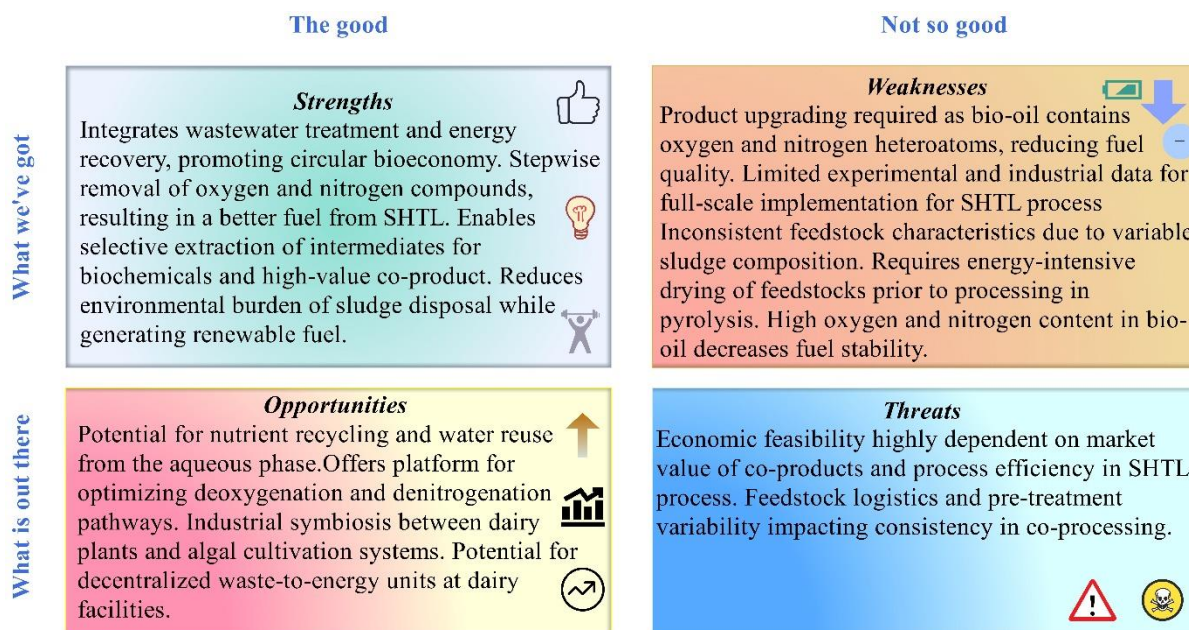 The good
Not so good
What we've got
Strengths
Integrates wastewater treatment and energy
recovery, promoting circular bioeconomy. Stepwise
removal of oxygen and nitrogen compounds,
resulting in a better fuel from SHTL. Enables
selective extraction of intermediates for
biochemicals and high-value co-product. Reduces
environmental burden of sludge disposal while
generating renewable fuel.
Weaknesses
Product upgrading required as bio-oil contains
oxygen and nitrogen heteroatoms, reducing fuel
quality. Limited experimental and industrial data for
full-scale implementation for SHTL process
Inconsistent feedstock characteristics due to variable
sludge composition. Requires energy-intensive
drying of feedstocks prior to processing in
pyrolysis. High oxygen and nitrogen content in bio-
oil decreases fuel stability.
What is out there
Opportunities
Potential for nutrient recycling and water reuse
from the aqueous phase.Offers platform for
optimizing deoxygenation and denitrogenation
pathways. Industrial symbiosis between dairy
plants and algal cultivation systems. Potential for
decentralized waste-to-energy units at dairy
facilities.
Threats
Economic feasibility highly dependent on market
value of co-products and process efficiency in SHTL
process. Feedstock logistics and pre-treatment
variability impacting consistency in co-processing.